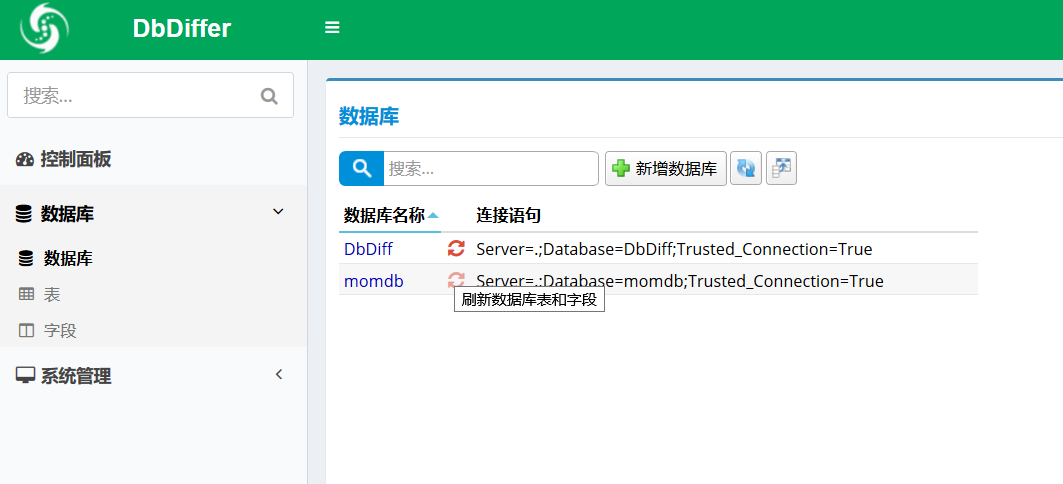 DbDiffer
搜索...
控制面板
数据库
数据库
表
字段
系统管理
数据库
搜索... 新增数据库
数据库名称 连接语句
DbDiff Server=.;Database=DbDiff;Trusted_Connection=True
momdb Server=.;Database=momdb;Trusted_Connection=True
刷新数据库表和字段